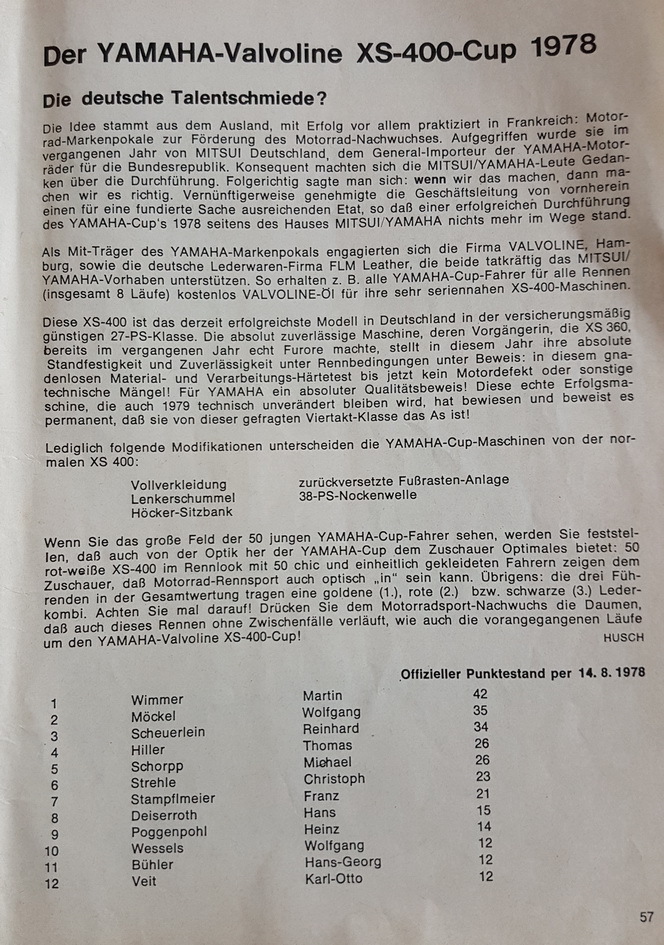 Der YAMAHA-Valvoline XS-400-Cup 1978
Die deutsche Talentschmiede?
Die Idee stammt aus dem Ausland, mit Erfolg vor allem praktiziert in Frankreich: Motor-
rad-Markenpokale zur Förderung des Motorrad-Nachwuchses. Aufgegriffen wurde sie im
vergangenen Jahr von MITSUI Deutschland, dem General-Importeur der YAMAHA-Motor-
räder für die Bundesrepublik. Konsequent machten sich die MITSUI/YAMAHA-Leute Gedan-
ken über die Durchführung. Folgerichtig sagte man sich: wenn wir das machen, dann ma-
chen wir es richtig. Vernünftigerweise genehmigte die Geschäftsleitung von vornherein
einen für eine fundierte Sache ausreichenden Etat, so daß einer erfolgreichen Durchführung
des YAMAHA-Cup's 1978 seitens des Hauses MITSUI/YAMAHA nichts mehr im Wege stand.
Als Mit-Träger des YAMAHA-Markenpokals engagierten sich die Firma VALVOLINE, Ham-
burg, sowie die deutsche Lederwaren-Firma FLM Leather, die beide tatkräftig das MITSUI/
YAMAHA-Vorhaben unterstützen. So erhalten z. B. alle YAMAHA-Cup-Fahrer für alle Rennen
(insgesamt 8 Läufe) kostenlos VALVOLINE-Öl für ihre sehr seriennahen XS-400-Maschinen.
Diese XS-400 ist das derzeit erfolgreichste Modell in Deutschland in der versicherungsmäßig
günstigen 27-PS-Klasse. Die absolut zuverlässige Maschine, deren Vorgängerin, die XS 360,
bereits im vergangenen Jahr echt Furore machte, stellt in diesem Jahr ihre absolute
Standfestigkeit und Zuverlässigkeit unter Rennbedingungen unter Beweis: in diesem gna-
denlosen Material- und Verarbeitungs-Härtetest bis jetzt kein Motordefekt oder sonstige
technische Mängel! Für YAMAHA ein absoluter Qualitätsbeweis! Diese echte Erfolgsma-
schine, die auch 1979 technisch unverändert bleiben wird, hat bewiesen und beweist es
permanent, daß sie von dieser gefragten Viertakt-Klasse das As ist!
Lediglich folgende Modifikationen unterscheiden die YAMAHA-Cup-Maschinen von der nor-
malen XS 400:
Vollverkleidung zurückversetzte Fußrasten-Anlage
Lenkerschummel 38-PS-Nockenwelle
Höcker-Sitzbank
Wenn Sie das große Feld der 50 jungen YAMAHA-Cup-Fahrer sehen, werden Sie feststel-
len, daß auch von der Optik her der YAMAHA-Cup dem Zuschauer Optimales bietet: 50
rot-weiße XS-400 im Rennlook mit 50 chic und einheitlich gekleideten Fahrern zeigen dem
Zuschauer, daß Motorrad-Rennsport auch optisch „in" sein kann. Übrigens: die drei Füh-
renden in der Gesamtwertung tragen eine goldene (1.), rote (2.) bzw. schwarze (3.) Leder-
kombi. Achten Sie mal darauf! Drücken Sie dem Motorradsport-Nachwuchs die Daumen,
daß auch dieses Rennen ohne Zwischenfälle verläuft, wie auch die vorangegangenen Läufe
um den YAMAHA-Valvoline XS-400-Cup! HUSCH
Offizieller Punktestand per 14. 8. 1978
1 Wimmer Martin 42
2 Möckel Wolfgang 35
3 Scheuerlein Reinhard 34
4 Hiller Thomas 26
5 Schorpp Michael 26
6 Strehle Christoph 23
7 Stampflmeier Franz 21
8 Deiserroth Hans 15
9 Poggenpohl Heinz 14
10 Wessels Wolfgang 12
11 Bühler Hans-Georg 12
12 Veit Karl-Otto 12
57